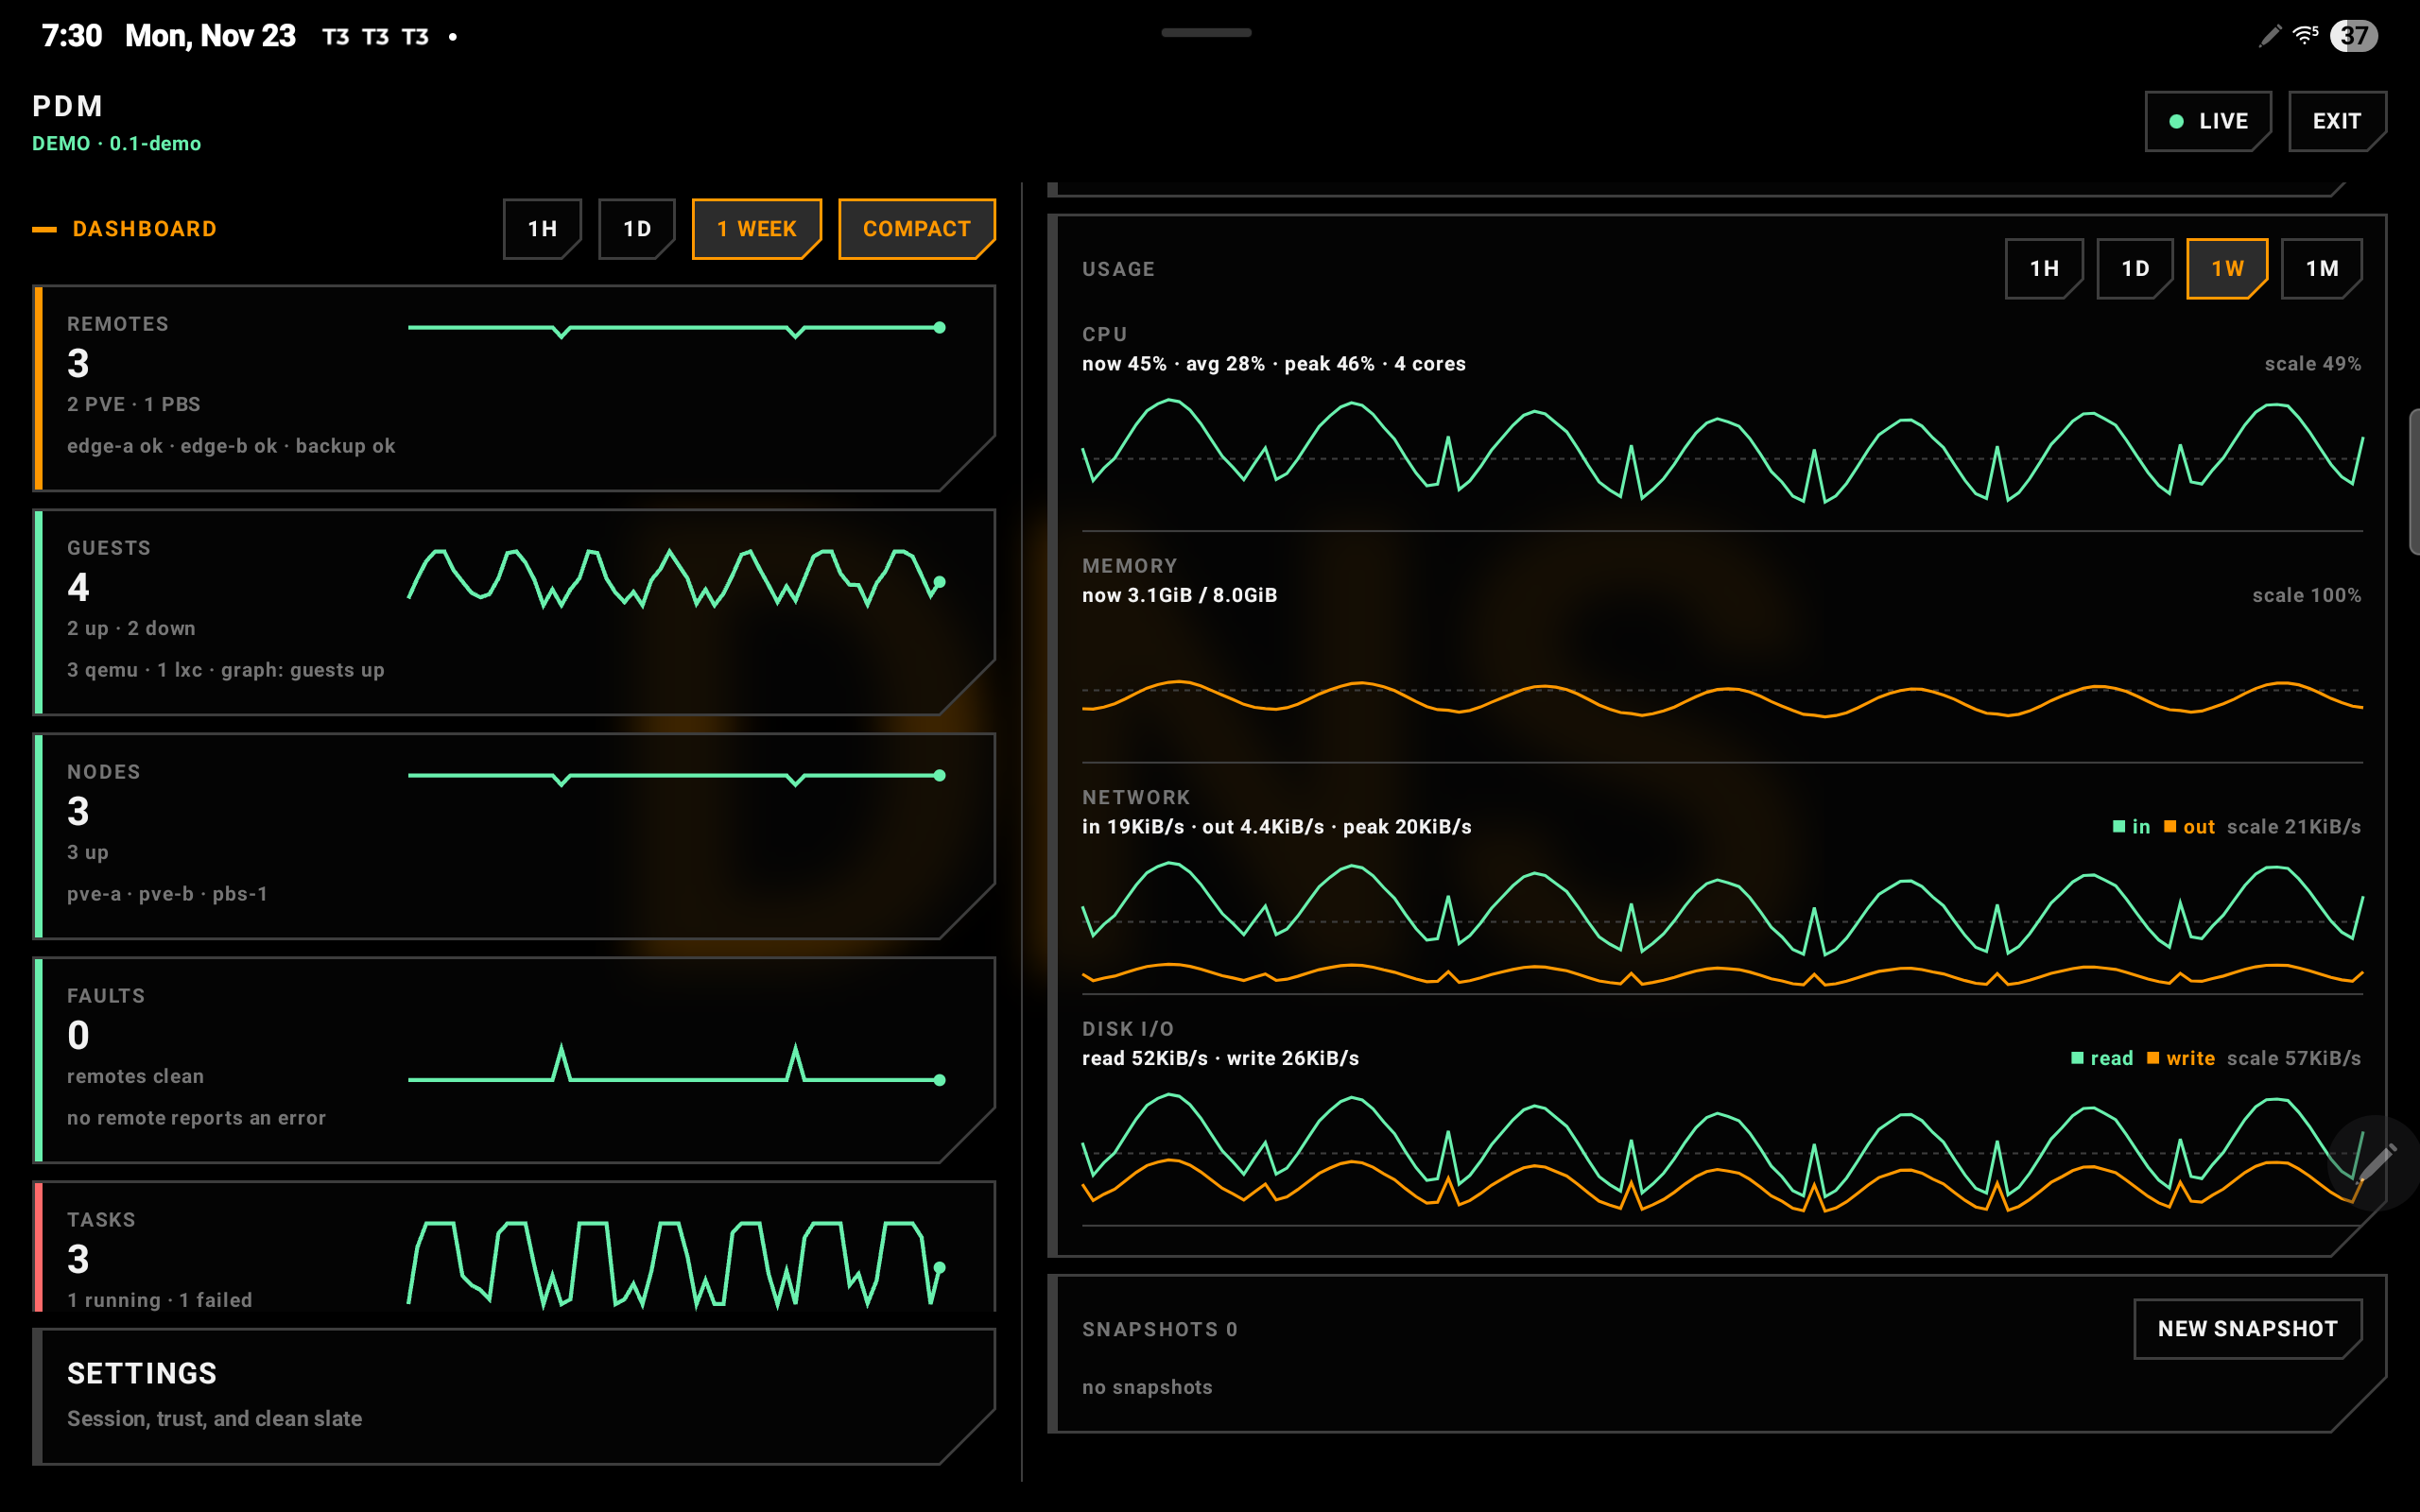 7:30 Mon, Nov 23 T3 T3 T3 •
5
37
PDM
DEMO · 0.1-demo
LIVE
EXIT
DASHBOARD
1H
1D
1 WEEK
COMPACT
REMOTES
3
2 PVE · 1 PBS
edge-a ok · edge-b ok · backup ok
GUESTS
4
2 up · 2 down
3 qemu · 1 lxc · graph: guests up
NODES
3
3 up
pve-a · pve-b · pbs-1
FAULTS
0
remotes clean
no remote reports an error
TASKS
3
1 running · 1 failed
SETTINGS
Session, trust, and clean slate
USAGE
1H
1D
1W
1M
CPU
now 45% · avg 28% · peak 46% · 4 cores
scale 49%
MEMORY
now 3.1GiB / 8.0GiB
scale 100%
NETWORK
in 19KiB/s · out 4.4KiB/s · peak 20KiB/s
in out scale 21KiB/s
DISK I/O
read 52KiB/s · write 26KiB/s
read write scale 57KiB/s
SNAPSHOTS 0
NEW SNAPSHOT
no snapshots
DNS